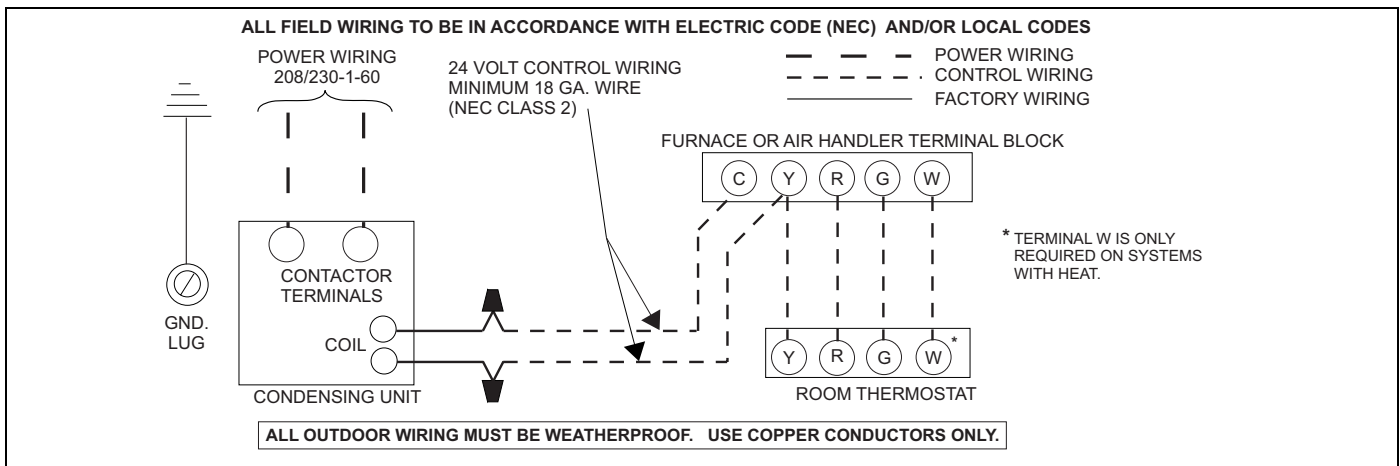 ALL FIELD WIRING TO BE IN ACCORDANCE WITH ELECTRIC CODE (NEC) AND/OR LOCAL CODES
POWER WIRING
208/230-1-60
24 VOLT CONTROL WIRING
MINIMUM 18 GA. WIRE
(NEC CLASS 2)
POWER WIRING
CONTROL WIRING
FACTORY WIRING
FURNACE OR AIR HANDLER TERMINAL BLOCK
C Y R G W
* TERMINAL W IS ONLY
REQUIRED ON SYSTEMS
WITH HEAT.
CONTACTOR
TERMINALS
GND.
LUG
COIL
CONDENSING UNIT
Y R G W *
ROOM THERMOSTAT
ALL OUTDOOR WIRING MUST BE WEATHERPROOF. USE COPPER CONDUCTORS ONLY.